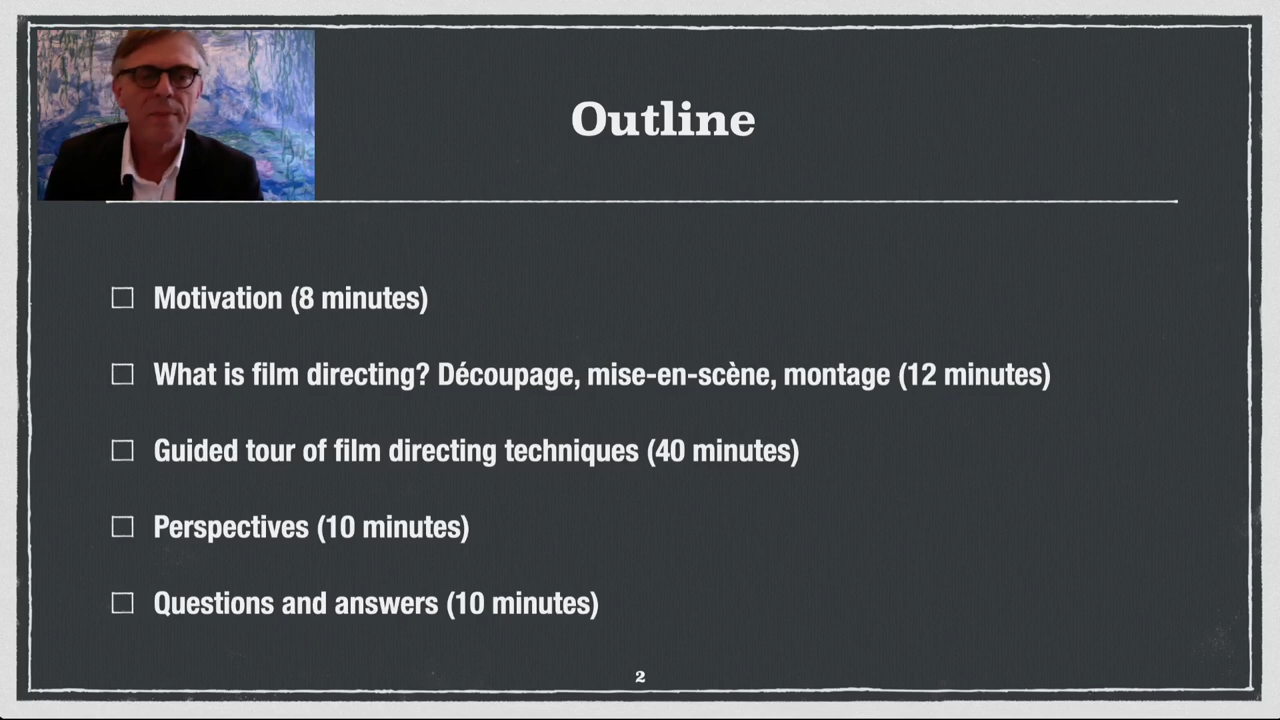 Outline
Motivation (8 minutes)
What is film directing? Découpage, mise-en-scène, montage (12 minutes)
Guided tour of film directing techniques (40 minutes)
Perspectives (10 minutes)
Questions and answers (10 minutes)
2